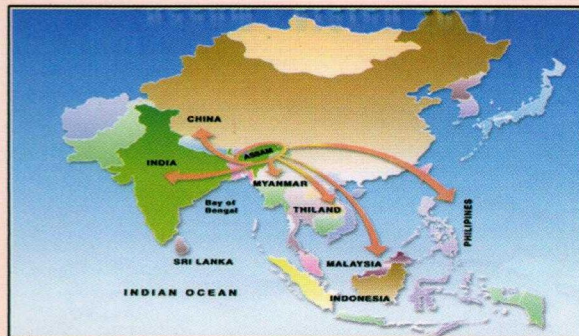 CHINA
ASSAM
INDIA
MYANMAR
Bay of
Bengal
THILAND
PHILIPINES
SRI LANKA
MALAYSIA
INDIAN OCEAN
INDONESIA